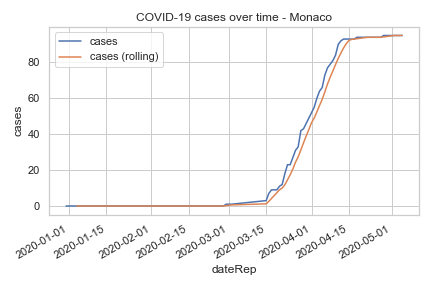 COVID-19 cases over time - Monaco
cases
cases (rolling)
80
60
40
20
0
cases
2020-01-01
2020-01-15
2020-02-01
2020-02-15
2020-03-01
2020-03-15
2020-04-01
2020-04-15
2020-05-01
dateRep